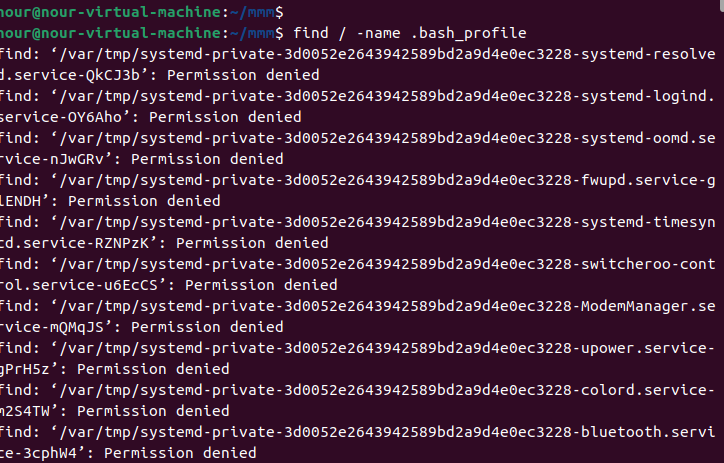 nour@nour-virtual-machine:~/mmm$
nour@nour-virtual-machine:~/mmm$ find / -name .bash_profile
find: ‘/var/tmp/systemd-private-3d0052e2643942589bd2a9d4e0ec3228-systemd-resolve
d.service-QkCJ3b’: Permission denied
find: ‘/var/tmp/systemd-private-3d0052e2643942589bd2a9d4e0ec3228-systemd-logind.
service-OY6Aho’: Permission denied
find: ‘/var/tmp/systemd-private-3d0052e2643942589bd2a9d4e0ec3228-systemd-oomd.se
rvice-nJwGRv’: Permission denied
find: ‘/var/tmp/systemd-private-3d0052e2643942589bd2a9d4e0ec3228-fwupd.service-g
lENDH’: Permission denied
find: ‘/var/tmp/systemd-private-3d0052e2643942589bd2a9d4e0ec3228-systemd-timesyn
cd.service-RZNPzK’: Permission denied
find: ‘/var/tmp/systemd-private-3d0052e2643942589bd2a9d4e0ec3228-switcheroo-cont
rol.service-u6EcCS’: Permission denied
find: ‘/var/tmp/systemd-private-3d0052e2643942589bd2a9d4e0ec3228-ModemManager.se
rvice-mQMqJS’: Permission denied
find: ‘/var/tmp/systemd-private-3d0052e2643942589bd2a9d4e0ec3228-upower.service-
gPrH5z’: Permission denied
find: ‘/var/tmp/systemd-private-3d0052e2643942589bd2a9d4e0ec3228-colord.service-
m2S4TW’: Permission denied
find: ‘/var/tmp/systemd-private-3d0052e2643942589bd2a9d4e0ec3228-bluetooth.servi
ce-3cphW4’: Permission denied